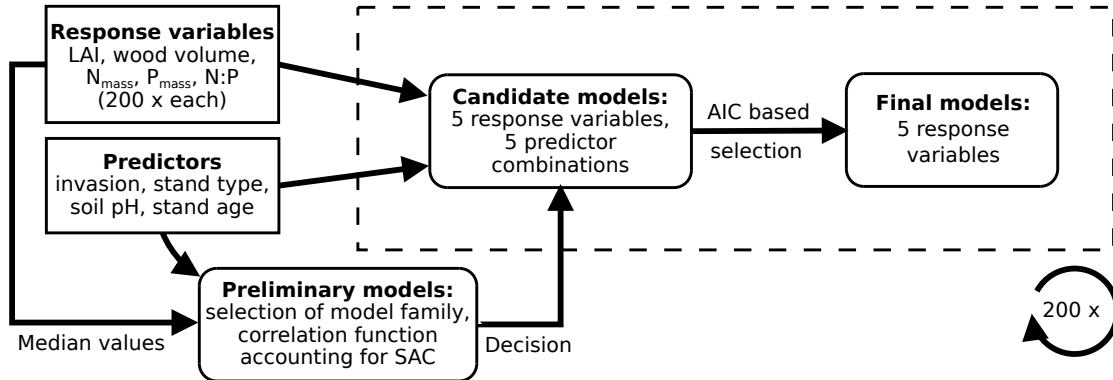 Response variables
LAI, wood volume,
Nmass, Pmass, N:P
(200 x each)
Predictors
invasion, stand type,
soil pH, stand age
Candidate models:
5 response variables,
5 predictor
combinations
AIC based
selection
Final models:
5 response
variables
Preliminary models:
selection of model family,
correlation function
accounting for SAC
Median values
Decision
200 x